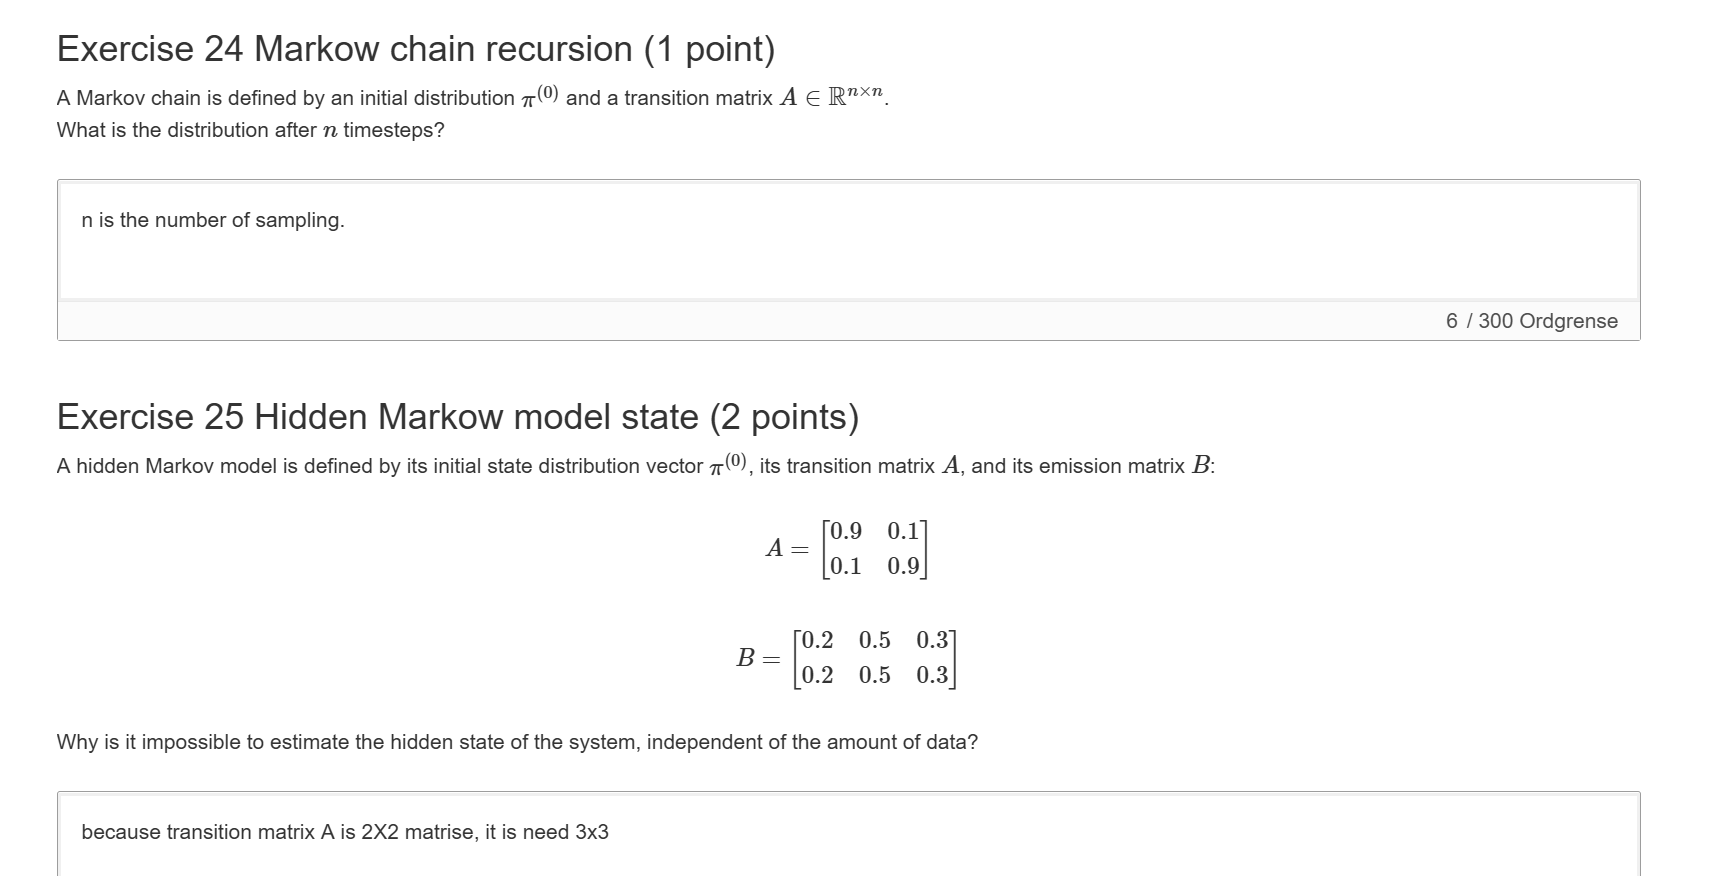 Exercise 24 Markow chain recursion (1 point)
A Markov chain is defined by an initial distribution π^(0) and a transition matrix A ∈ ℝ^{n×n}.
What is the distribution after n timesteps?
n is the number of sampling.
6 / 300 Ordgrense
Exercise 25 Hidden Markow model state (2 points)
A hidden Markov model is defined by its initial state distribution vector π^(0), its transition matrix A, and its emission matrix B:
A = [0.9 0.1
0.1 0.9]
B = [0.2 0.5 0.3
0.2 0.5 0.3]
Why is it impossible to estimate the hidden state of the system, independent of the amount of data?
because transition matrix A is 2X2 matrise, it is need 3x3